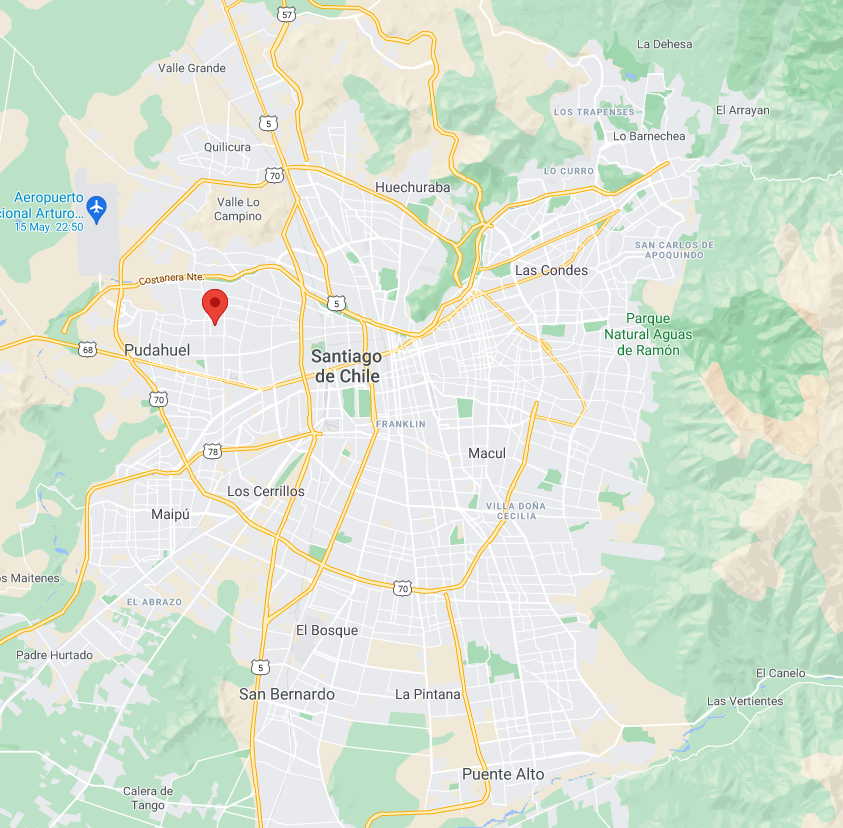 57
La Dehesa
Valle Grande
LOS TRAPENSES
El Arrayan
5
Lo Barnechea
Quilicura
LO CURRO
70
Huechuraba
Aeropuerto
cional Arturo...
15 May. 22:50
Valle Lo
Campino
SAN CARLOS DE
APOQUINDO
Las Condes
Costanera Nte.
5
Parque
Natural Aguas
de Ramón
68
Pudahuel
Santiago
de Chile
70
FRANKLIN
78
Macul
Los Cerrillos
Maipú
VILLA DOÑA
CECILIA
os Maitenes
70
EL ABRAZO
El Bosque
Padre Hurtado
5
El Canelo
San Bernardo
La Pintana
Las Vertientes
Puente Alto
Calera de
Tango